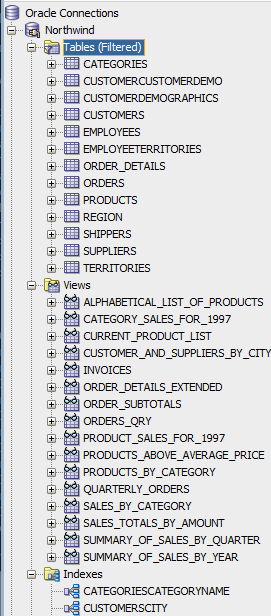 Oracle Connections
Northwind
Tables (Filtered)
CATEGORIES
CUSTOMERCUSTOMERDEMO
CUSTOMERDEMOGRAPHICS
CUSTOMERS
EMPLOYEES
EMPLOYEETERRITORIES
ORDER_DETAILS
ORDERS
PRODUCTS
REGION
SHIPPERS
SUPPLIERS
TERRITORIES
Views
ALPHABETICAL_LIST_OF_PRODUCTS
CATEGORY_SALES_FOR_1997
CURRENT_PRODUCT_LIST
CUSTOMER_AND_SUPPLIERS_BY_CITY
INVOICES
ORDER_DETAILS_EXTENDED
ORDER_SUBTOTALS
ORDERS_QRY
PRODUCT_SALES_FOR_1997
PRODUCTS_ABOVE_AVERAGE_PRICE
PRODUCTS_BY_CATEGORY
QUARTERLY_ORDERS
SALES_BY_CATEGORY
SALES_TOTALS_BY_AMOUNT
SUMMARY_OF_SALES_BY_QUARTER
SUMMARY_OF_SALES_BY_YEAR
Indexes
CATEGORIESCATEGORYNAME
CUSTOMERSCITY